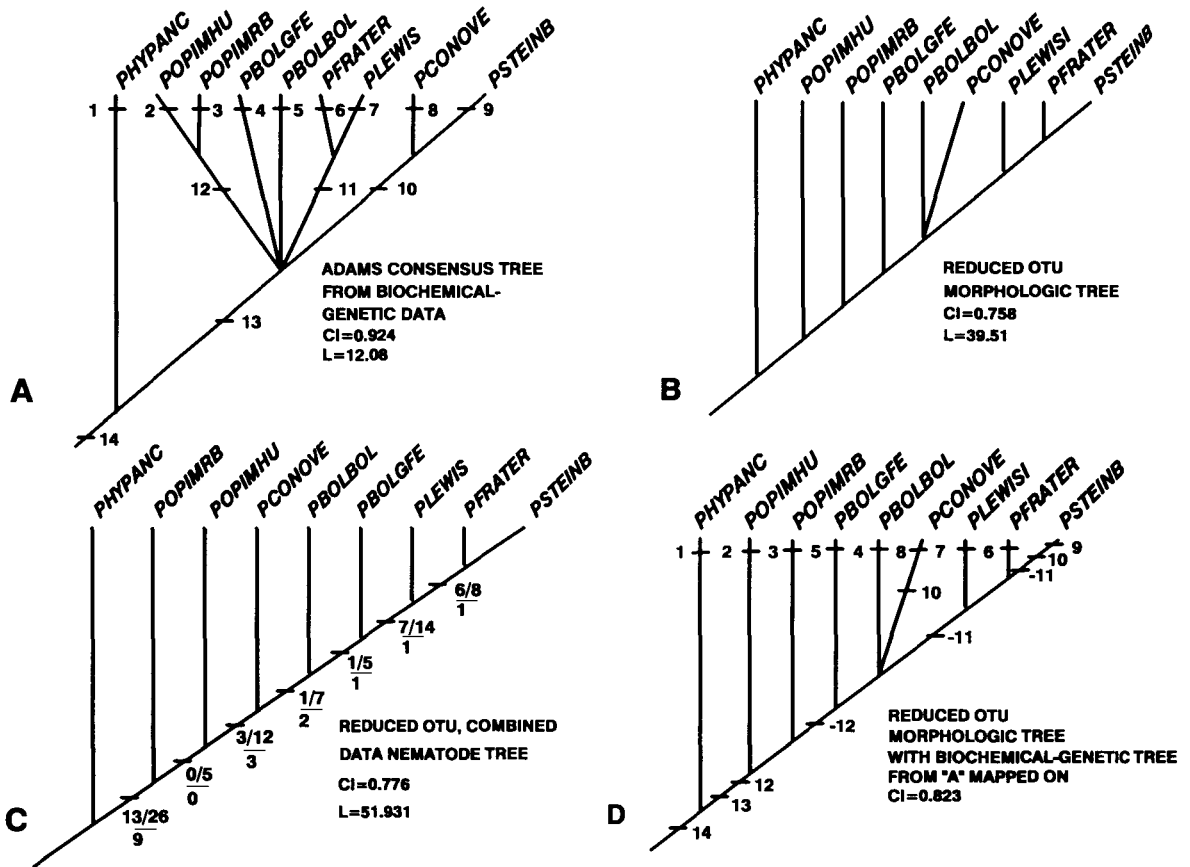 PHYPANC
POPIMHU
POPIMRB
PBOLGFE
PBOLBOL
PFRATER
PLEWIS
PCONOVE
PSTEINB
1
2
3
4
5
6
7
8
9
12
11
10
13
14
ADAMS CONSENSUS TREE
FROM BIOCHEMICAL-
GENETIC DATA
CI=0.924
L=12.08
A
PHYPANC
POPIMHU
POPIMRB
PBOLGFE
PBOLBOL
PCONOVE
PLEWISI
PFRATER
PSTEINB
REDUCED OTU
MORPHOLOGIC TREE
CI=0.758
L=39.51
B
PHYPANC
POPIMRB
POPIMHU
PCONOVE
PBOLBOL
PBOLGFE
PLEWIS
PFRATER
PSTEINB
6/8
1
7/14
1
1/5
1
1/7
2
3/12
3
0/5
0
13/26
9
REDUCED OTU, COMBINED
DATA NEMATODE TREE
CI=0.776
L=51.931
C
PHYPANC
POPIMHU
POPIMRB
PBOLGFE
PBOLBOL
PCONOVE
PLEWISI
PFRATER
PSTEINB
1
2
3
5
4
8
7
6
9
10
-11
10
-11
-12
12
13
14
REDUCED OTU
MORPHOLOGIC TREE
WITH BIOCHEMICAL-GENETIC TREE
FROM "A" MAPPED ON
CI=0.823
D